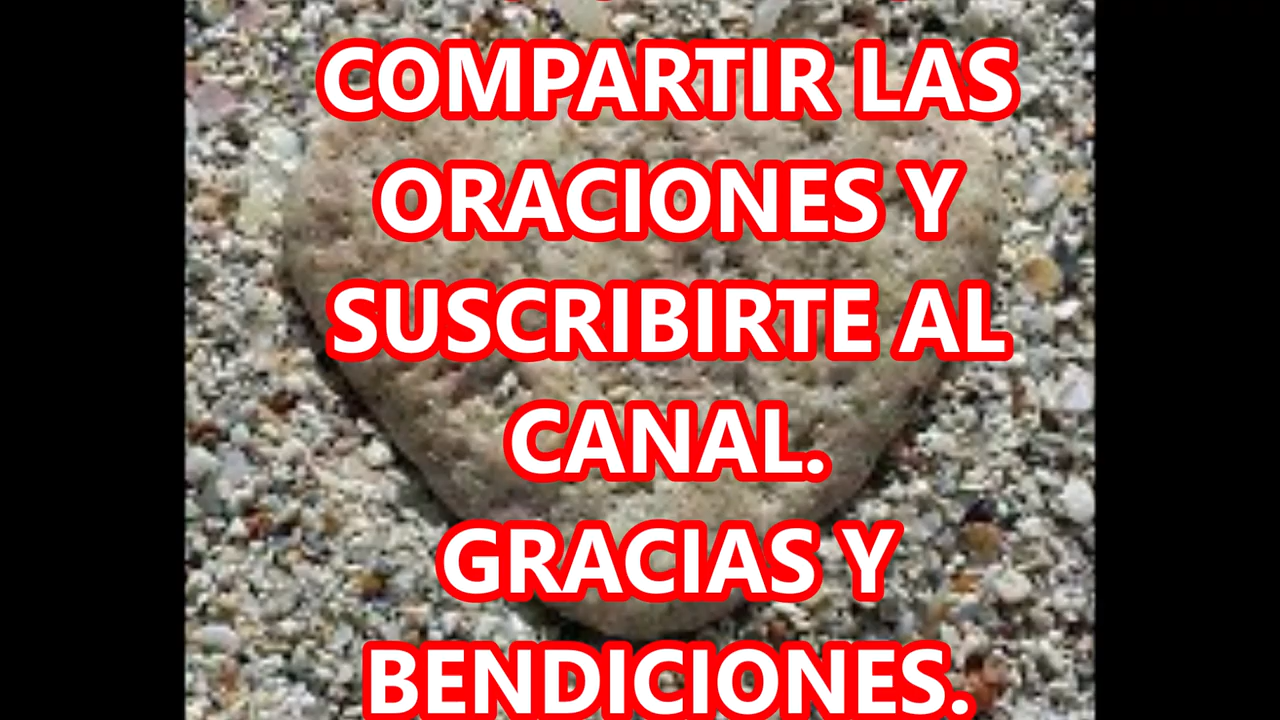 COMPARTIR LAS
ORACIONES Y
SUSCRIBIRTE AL
CANAL.
GRACIAS Y
BENDICIONES.